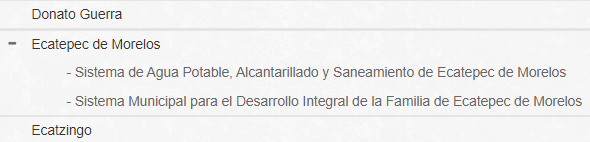 Donato Guerra
Ecatepec de Morelos
- Sistema de Agua Potable, Alcantarillado y Saneamiento de Ecatepec de Morelos
- Sistema Municipal para el Desarrollo Integral de la Familia de Ecatepec de Morelos
Ecatzingo